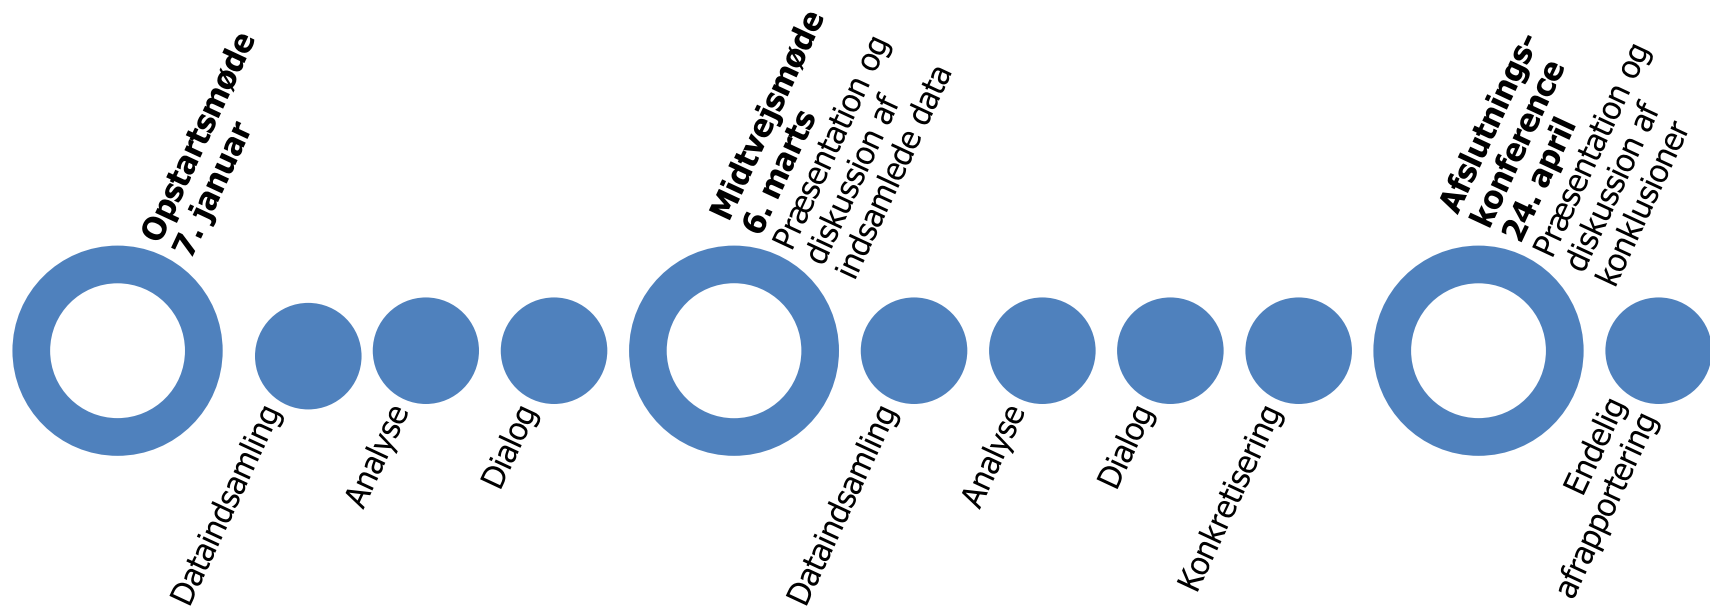 Opstartsmøde
7. januar
Dataindsamling
Analyse
Dialog
Midtvejsmøde
6. marts
Præsentation og
diskussion af
indsamlede data
Dataindsamling
Analyse
Dialog
Konkretisering
Afslutnings-
konference
24. april
Præsentation og
diskussion af
konklusioner
Endelig
afrapportering